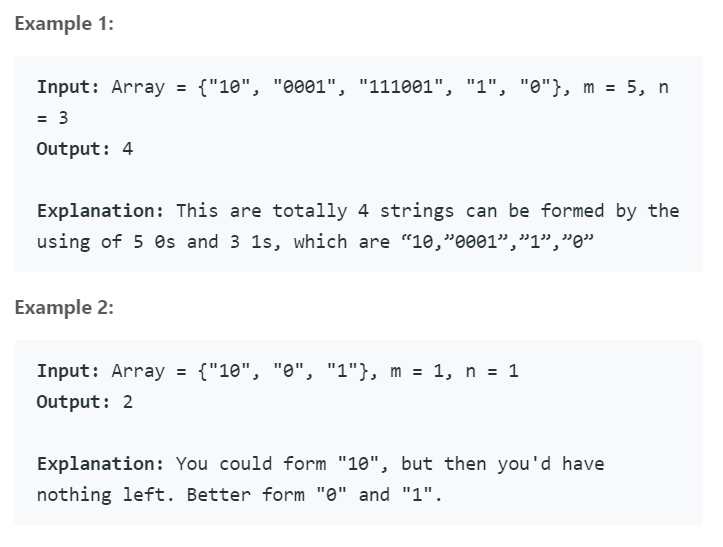 Example 1:
Input: Array = {"10", "0001", "111001", "1", "0"}, m = 5, n
= 3
Output: 4
Explanation: This are totally 4 strings can be formed by the
using of 5 0s and 3 1s, which are “10,”0001”,”1”,”0”
Example 2:
Input: Array = {"10", "0", "1"}, m = 1, n = 1
Output: 2
Explanation: You could form "10", but then you'd have
nothing left. Better form "0" and "1".